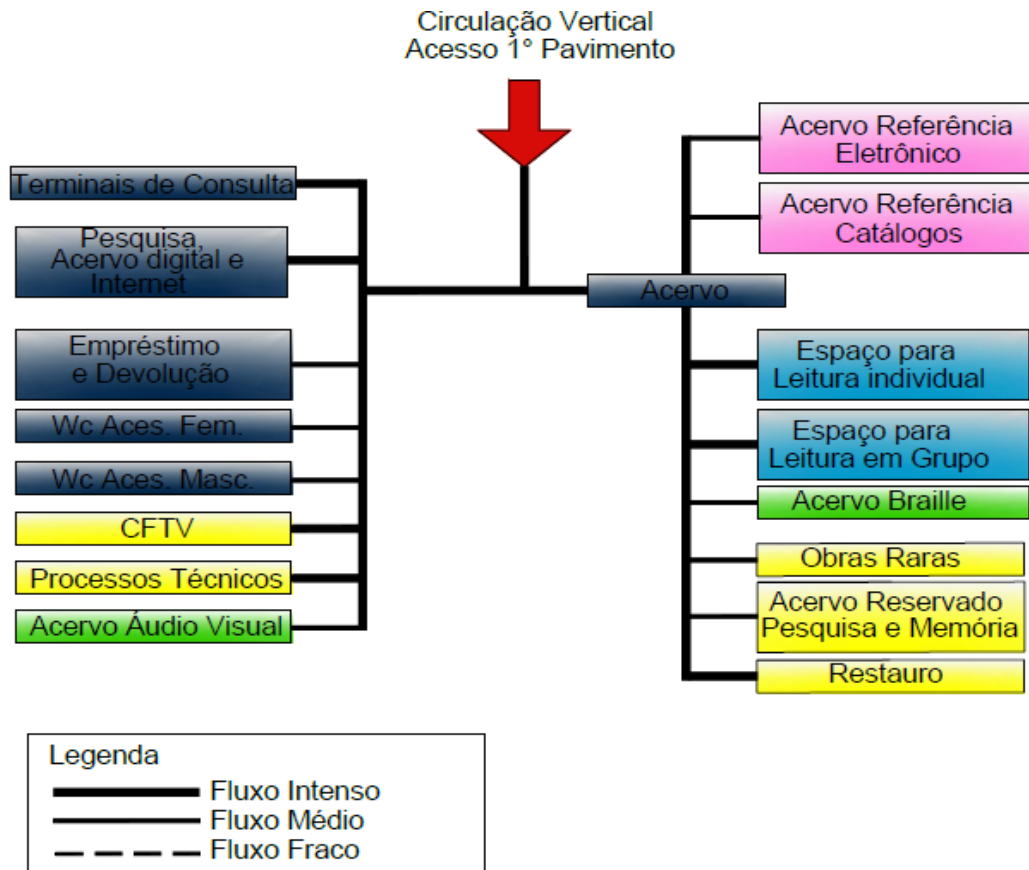 Circulação Vertical
Acesso 1° Pavimento
Terminais de Consulta
Pesquisa,
Acervo digital e
Internet
Empréstimo
e Devolução
Wc Aces. Fem.
Wc Aces. Masc.
CFTV
Processos Técnicos
Acervo Áudio Visual
Acervo
Acervo Referência
Eletrônico
Acervo Referência
Catálogos
Espaço para
Leitura individual
Espaço para
Leitura em Grupo
Acervo Braille
Obras Raras
Acervo Reservado
Pesquisa e Memória
Restauro
Legenda
Fluxo Intenso
Fluxo Médio
Fluxo Fraco